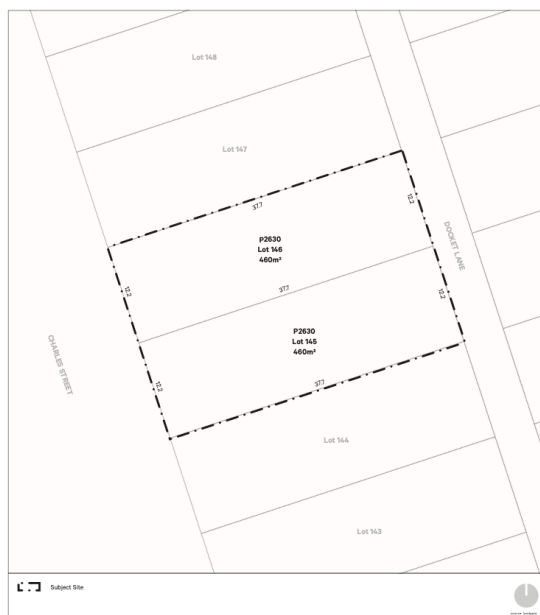 Lot 148
Lot 147
37.7
P2630
Lot 146
460m²
12.2
DOCKET LANE
12.2
37.7
12.2
P2630
Lot 145
460m²
CHARLES STREET
12.2
37.7
Lot 144
Lot 143
Subject Site